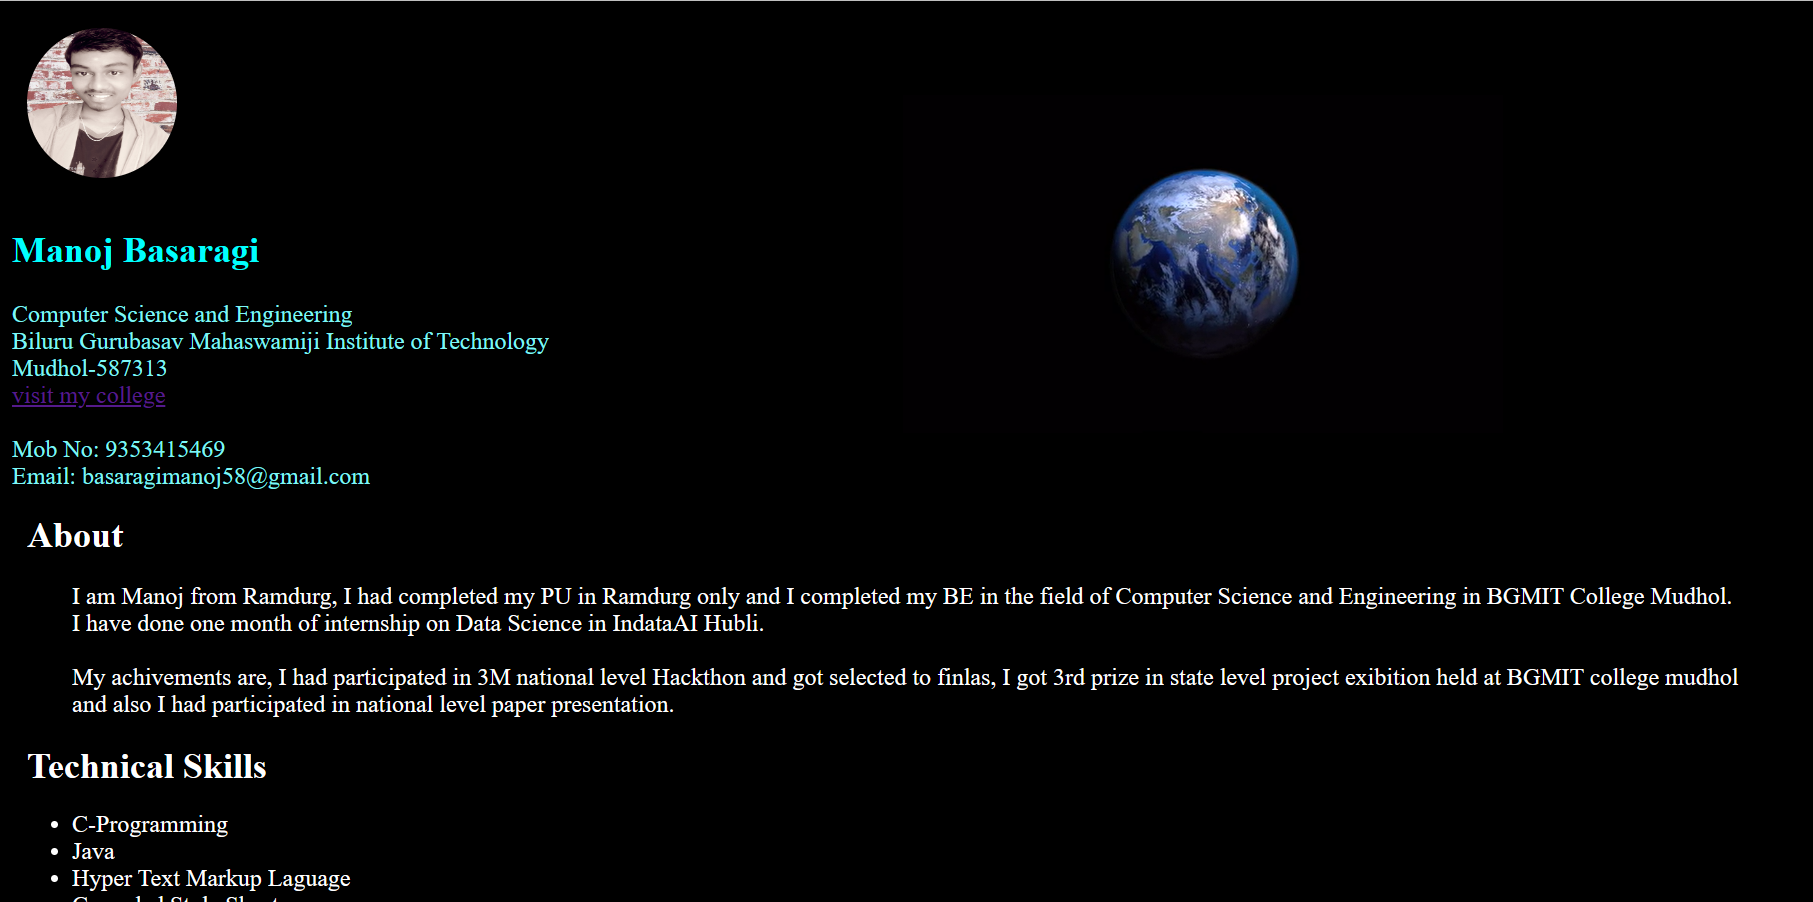 Manoj Basaragi
Computer Science and Engineering
Biluru Gurubasav Mahaswamiji Institute of Technology
Mudhol-587313
visit my college
Mob No: 9353415469
Email: basaragimanoj58@gmail.com
About
I am Manoj from Ramdurg, I had completed my PU in Ramdurg only and I completed my BE in the field of Computer Science and Engineering in BGMIT College Mudhol.
I have done one month of internship on Data Science in IndataAI Hubli.
My achivements are, I had participated in 3M national level Hackthon and got selected to finlas, I got 3rd prize in state level project exibition held at BGMIT college mudhol
and also I had participated in national level paper presentation.
Technical Skills
C-Programming
Java
Hyper Text Markup Laguage